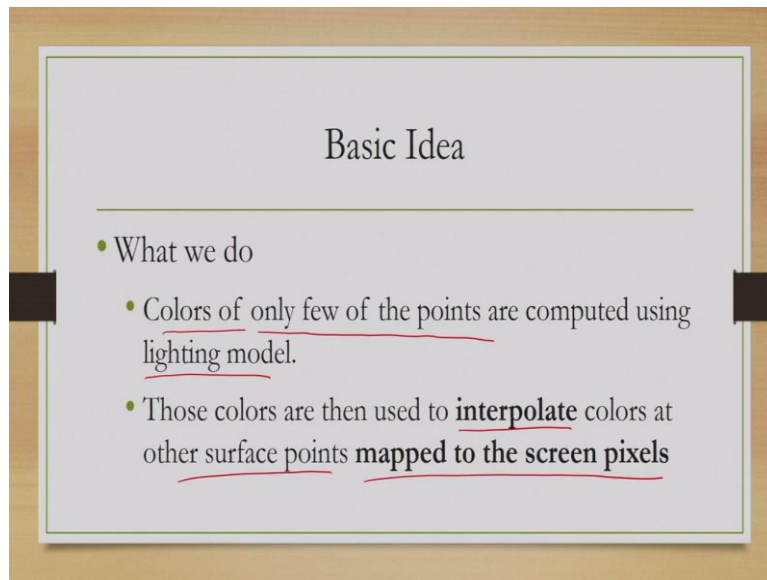 Basic Idea
• What we do
• Colors of only few of the points are computed using
lighting model.
• Those colors are then used to interpolate colors at
other surface points mapped to the screen pixels